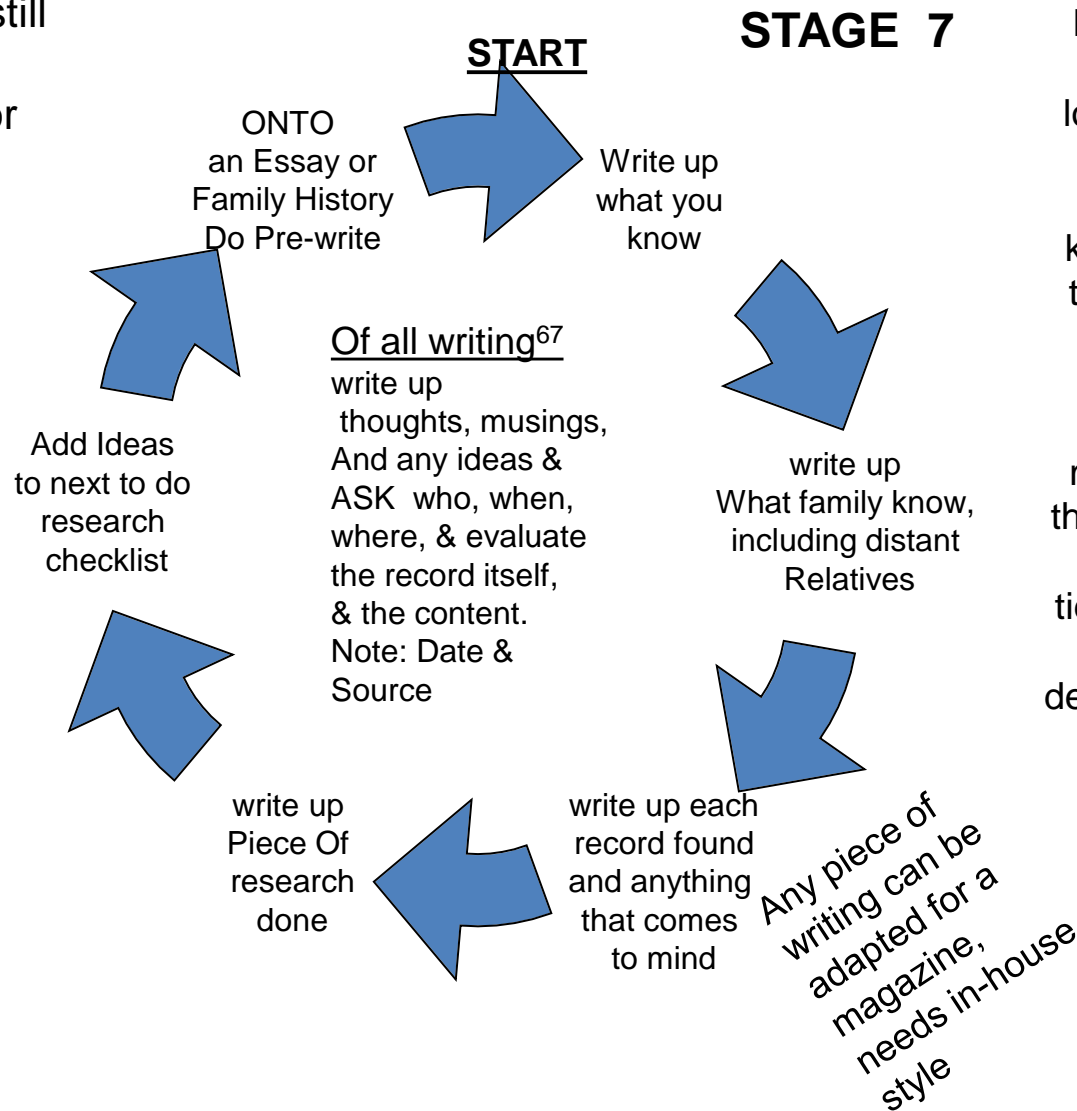 START
STAGE 7
Write up
what you
know
write up
What family know,
including distant
Relatives
write up each
record found
and anything
that comes
to mind
write up
Piece Of
research
done
Add Ideas
to next to do
research
checklist
ONTO
an Essay or
Family History
Do Pre-write
Of all writing67
write up
thoughts, musings,
And any ideas &
ASK who, when,
where, & evaluate
the record itself,
& the content.
Note: Date &
Source
Any piece of
writing can be
adapted for a
magazine,
needs in-house
style
still